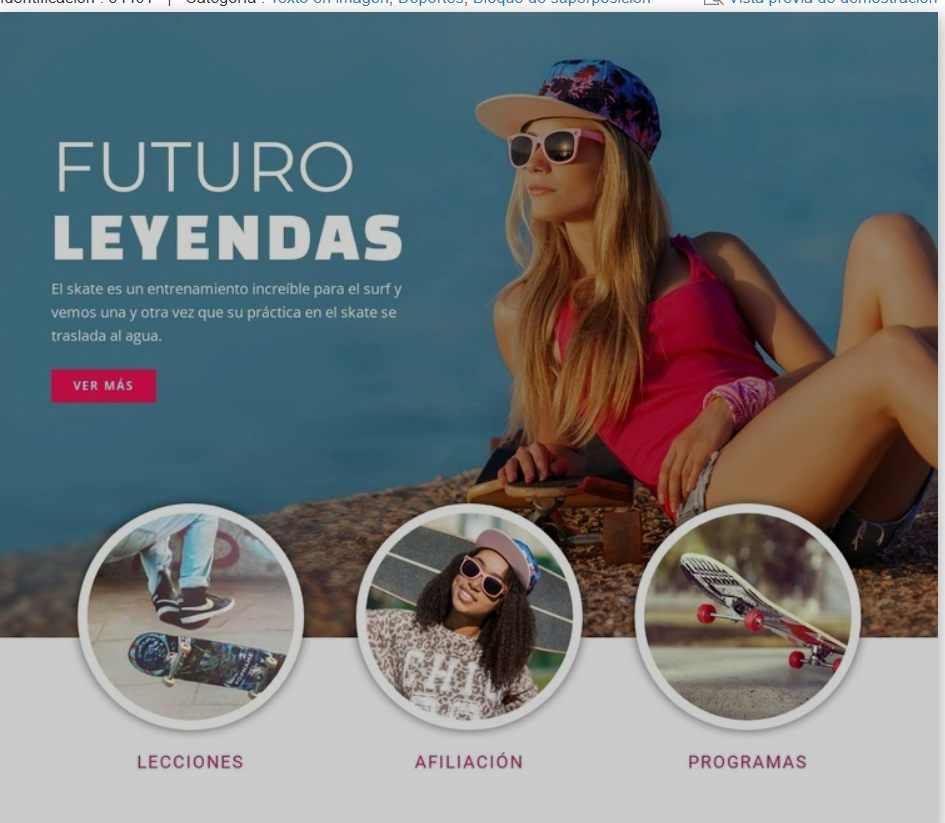 Identificación : 64464 | Categoría : Texto en imagen, Deportes, Bloque de superposición Vista previa de demostración
FUTURO
LEYENDAS
El skate es un entrenamiento increíble para el surf y
vemos una y otra vez que su práctica en el skate se
traslada al agua.
VER MÁS
CHIC
LECCIONES
AFILIACIÓN
PROGRAMAS